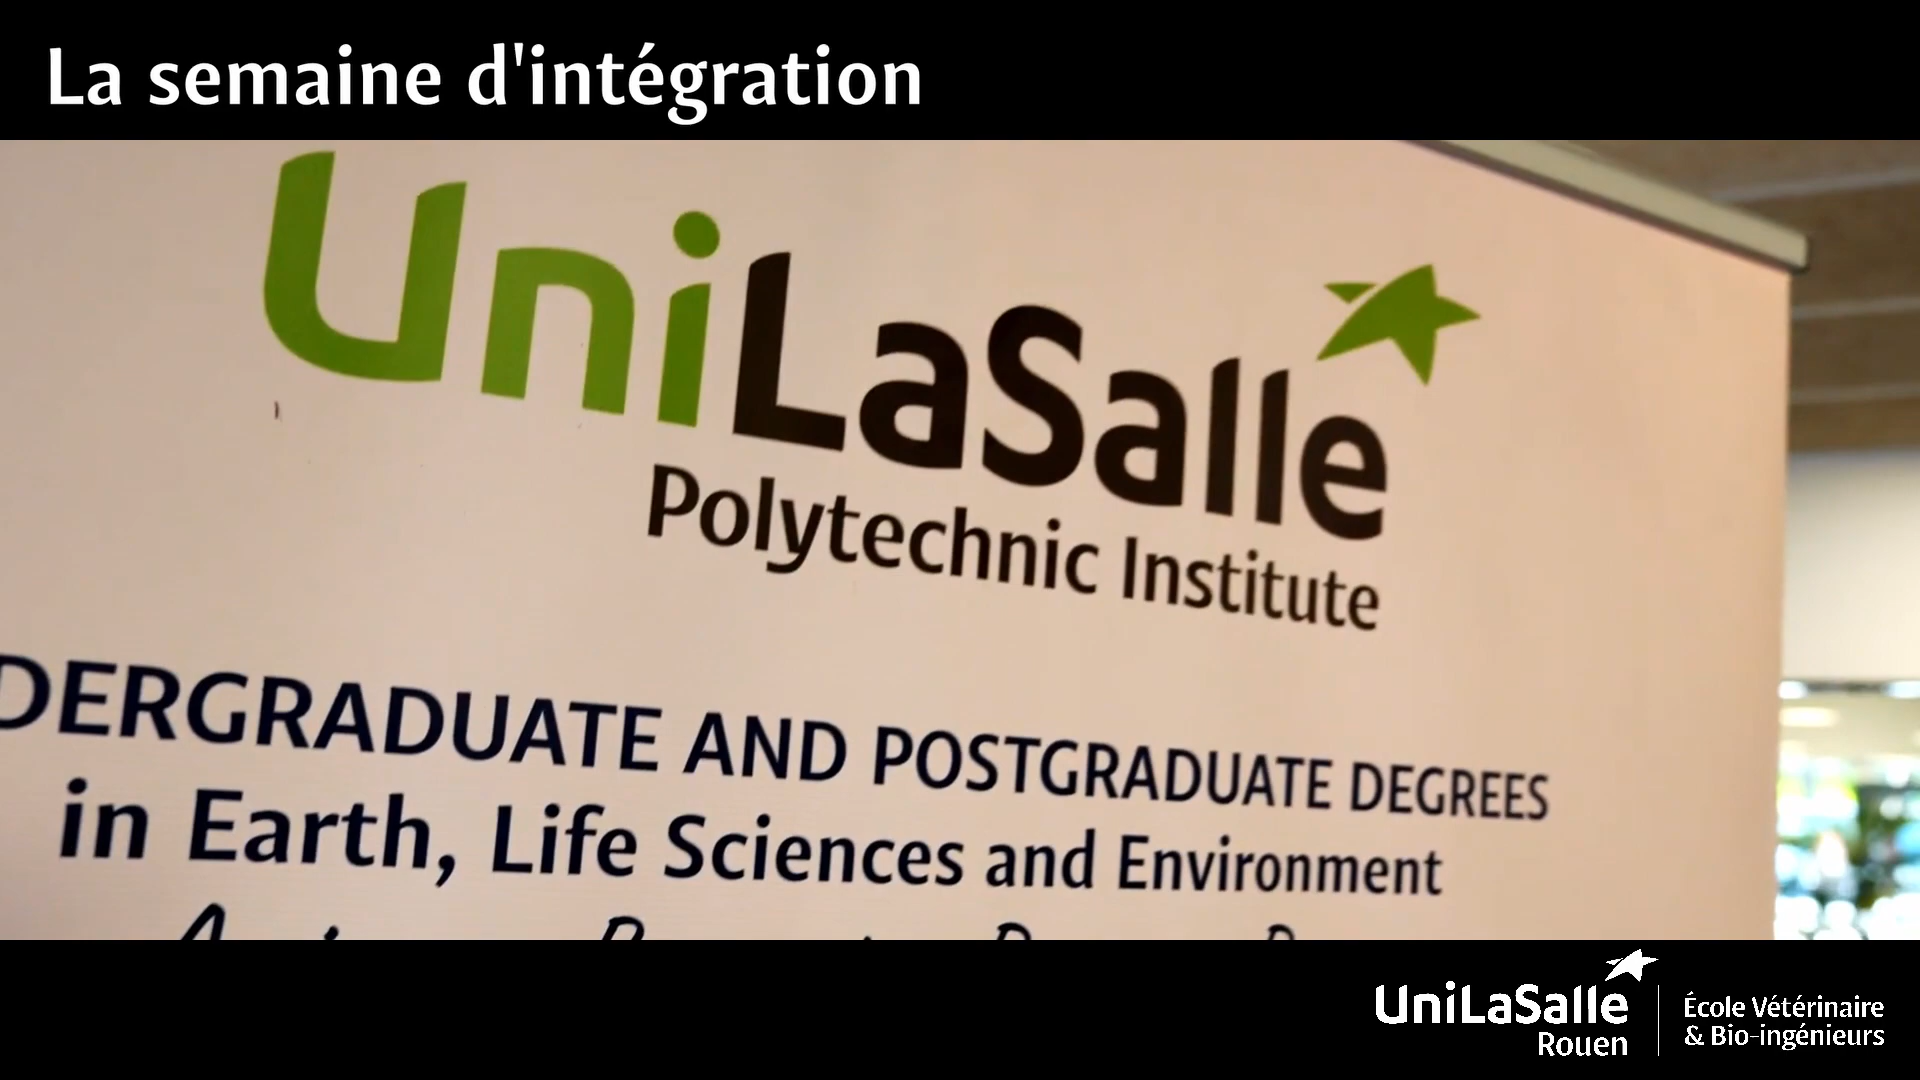 La semaine d'intégration
UniLaSalle
Polytechnic Institute
DERGRADUATE AND POSTGRADUATE DEGREES
in Earth, Life Sciences and Environment
UniLaSalle
Rouen
École Vétérinaire
& Bio-ingénieurs